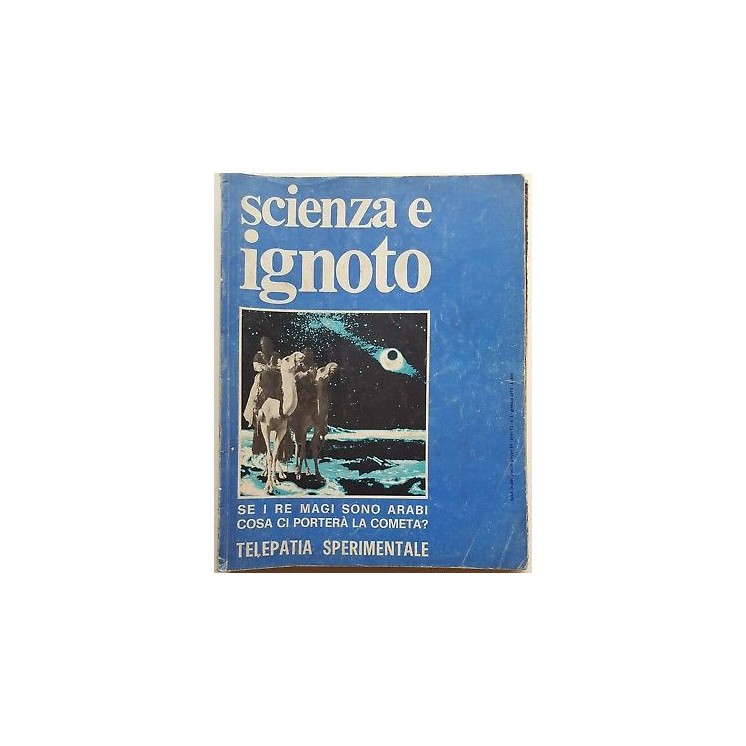 scienza e
ignoto
SE I RE MAGI SONO ARABI
COSA CI PORTERÀ LA COMETA?
TELEPATIA SPERIMENTALE